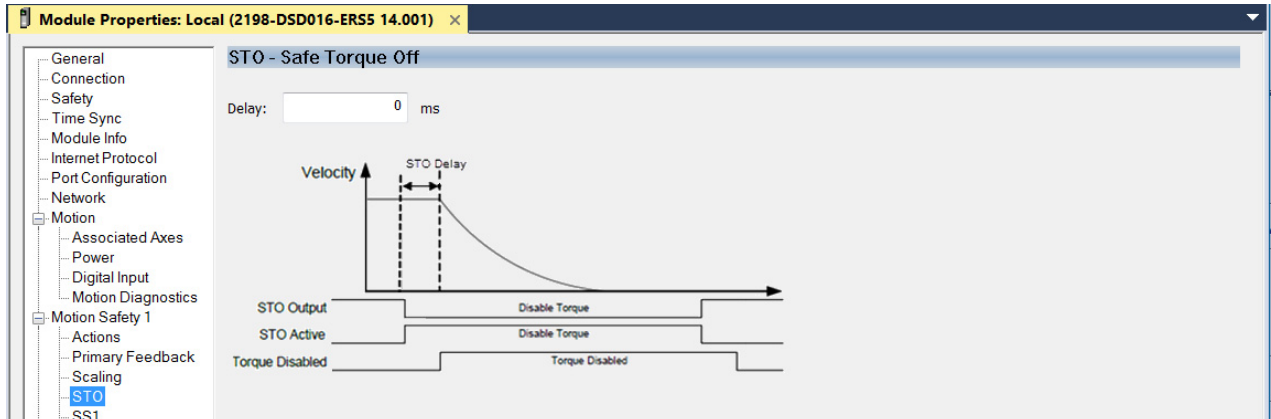 Module Properties: Local (2198-DSD016-ERS5 14.001) ×
General
Connection
Safety
Time Sync
Module Info
Internet Protocol
Port Configuration
Network
Motion
Associated Axes
Power
Digital Input
Motion Diagnostics
Motion Safety 1
Actions
Primary Feedback
Scaling
STO
SS1
STO - Safe Torque Off
Delay: 0 ms
STO Delay
Velocity
STO Output Disable Torque
STO Active Disable Torque
Torque Disabled Torque Disabled